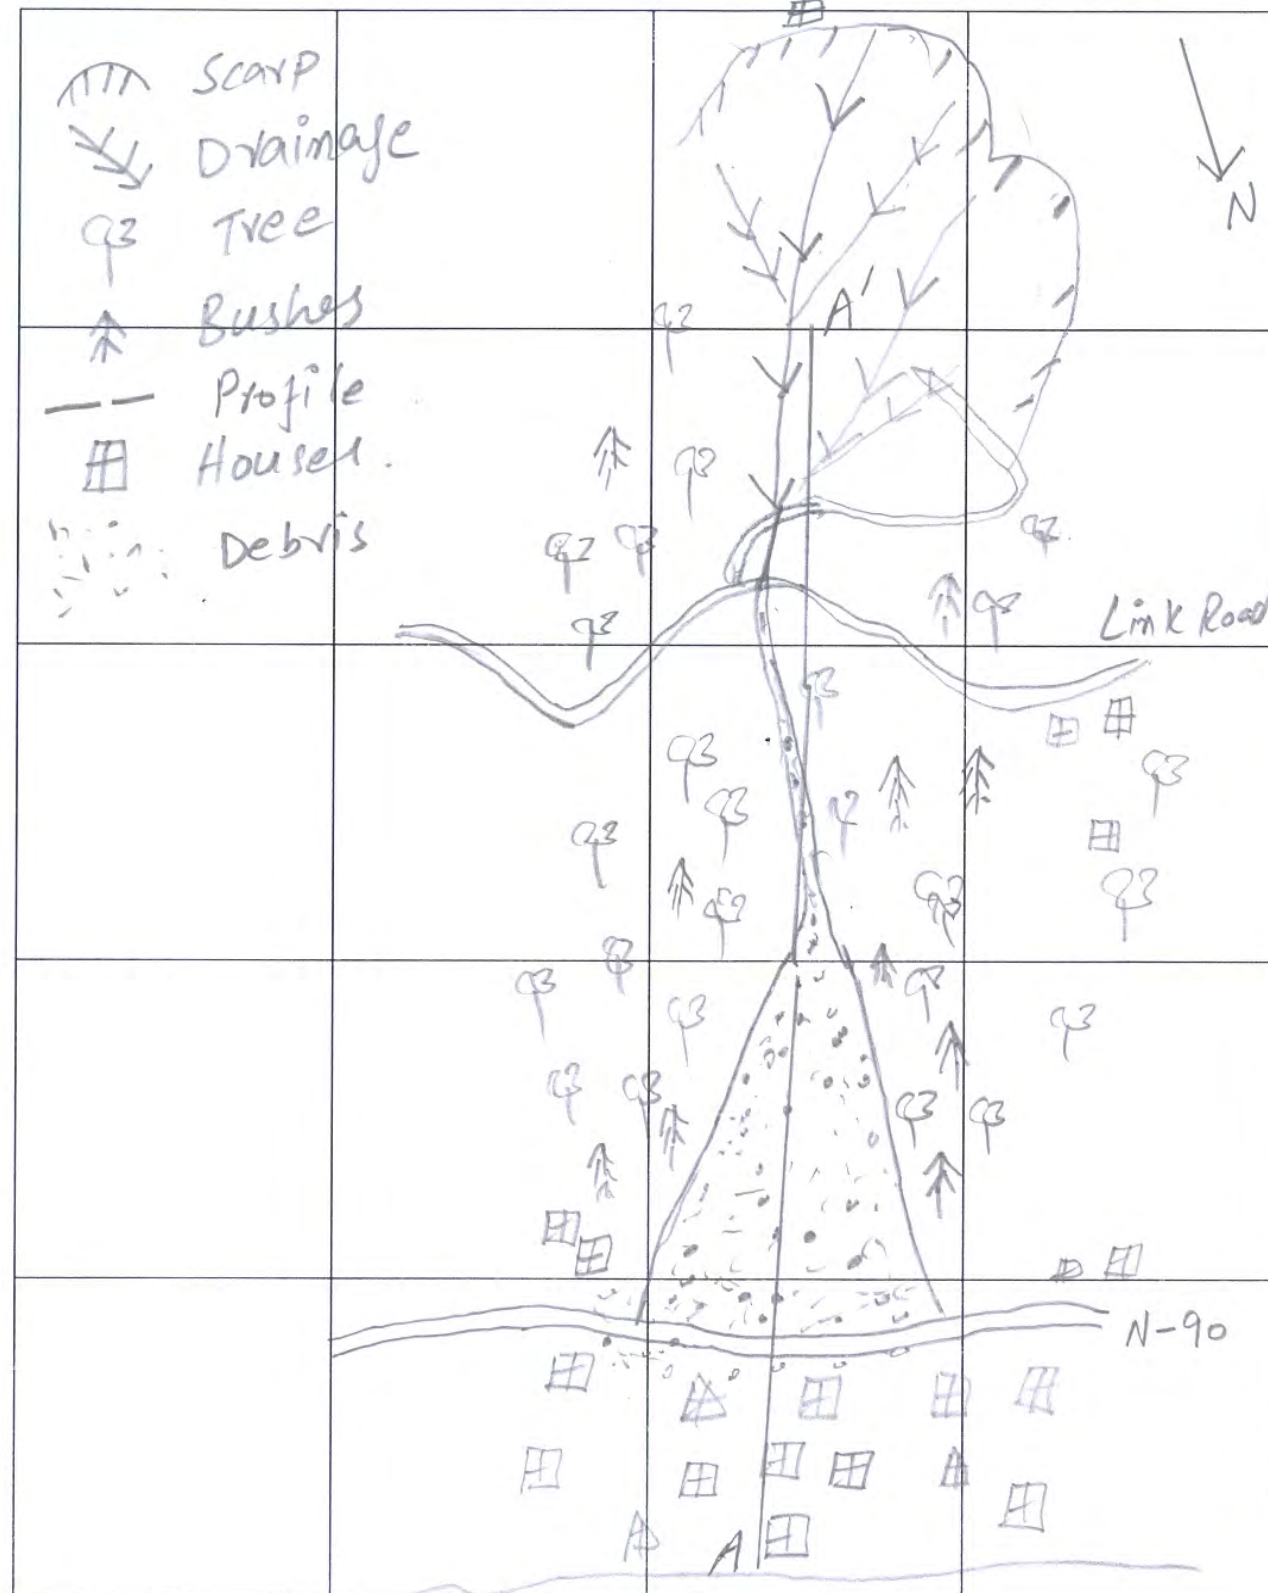 Scarp
Drainage
Tree
Bushes
Profile
Houses.
Debris
N
A'
Link Road
N-90
A